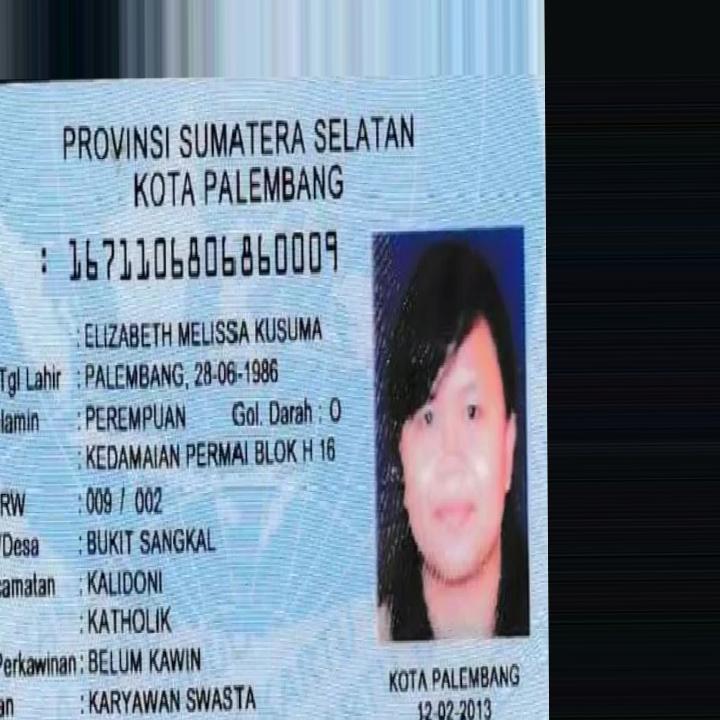 PROVINSI SUMATERA SELATAN
KOTA PALEMBANG
: 1671106806860009
: ELIZABETH MELISSA KUSUMA
Tgl Lahir : PALEMBANG, 28-06-1986
lamin : PEREMPUAN Gol. Darah : O
: KEDAMAIAN PERMAI BLOK H 16
RW : 009 / 002
/Desa : BUKIT SANGKAL
camatan : KALIDONI
: KATHOLIK
Perkawinan : BELUM KAWIN
an : KARYAWAN SWASTA
KOTA PALEMBANG
12-02-2013